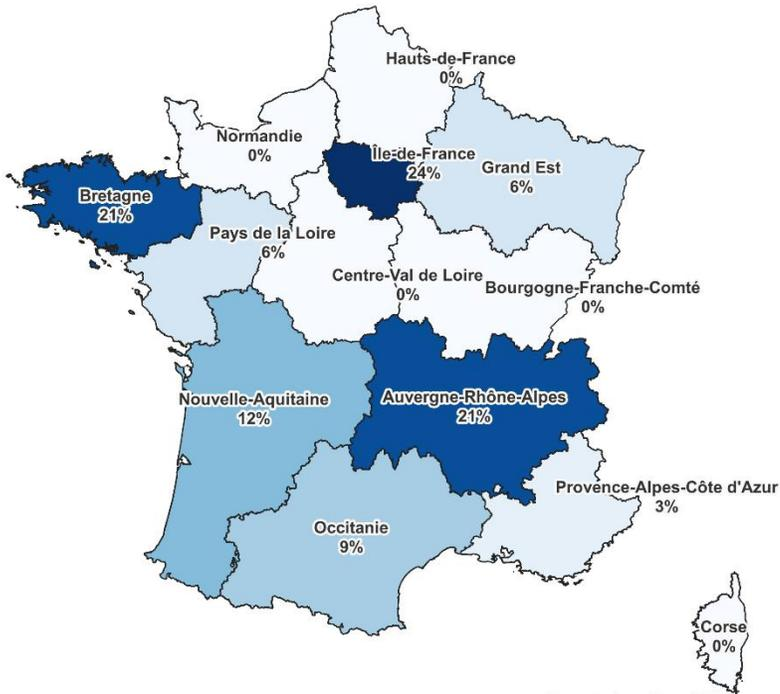 Hauts-de-France
0%
Normandie
0%
Île-de-France
24%
Grand Est
6%
Bretagne
21%
Pays de la Loire
6%
Centre-Val de Loire
0%
Bourgogne-Franche-Comté
0%
Nouvelle-Aquitaine
12%
Auvergne-Rhône-Alpes
21%
Provence-Alpes-Côte d'Azur
3%
Occitanie
9%
Corse
0%